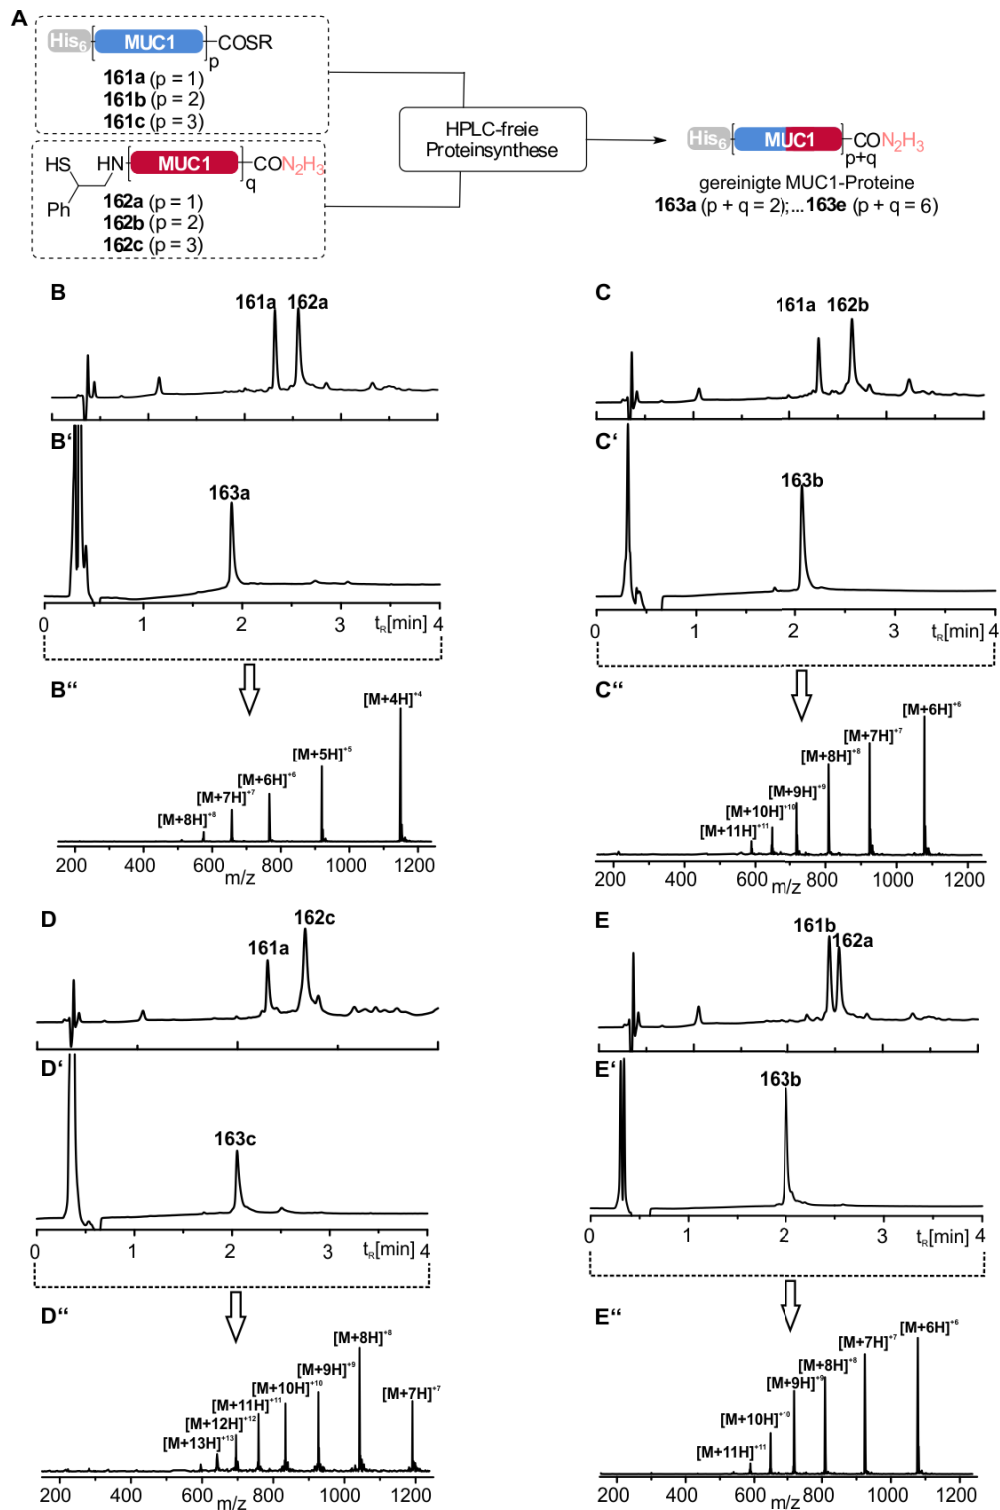 A
His6 [ MUC1 ]p COSR
161a (p = 1)
161b (p = 2)
161c (p = 3)
HS
HN [ MUC1 ]q CON2H3
Ph
162a (p = 1)
162b (p = 2)
162c (p = 3)
HPLC-freie
Proteinsynthese
His6 [ MUC1 ]p+q CON2H3
gereinigte MUC1-Proteine
163a (p + q = 2);...163e (p + q = 6)
B
161a 162a
B‘
163a
0 1 2 3 tR[min] 4
B“
[M+8H]+8 [M+7H]+7 [M+6H]+6 [M+5H]+5 [M+4H]+4
200 400 600 800 1000 1200
m/z
C
161a 162b
C‘
163b
0 1 2 3 tR[min] 4
C“
[M+11H]+11 [M+10H]+10 [M+9H]+9 [M+8H]+8 [M+7H]+7 [M+6H]+6
200 400 600 800 1000 1200
m/z
D
161a 162c
D‘
163c
0 1 2 3 tR[min] 4
D“
[M+13H]+13 [M+12H]+12 [M+11H]+11 [M+10H]+10 [M+9H]+9 [M+8H]+8 [M+7H]+7
200 400 600 800 1000 1200
m/z
E
161b 162a
E‘
163b
0 1 2 3 tR[min] 4
E“
[M+11H]+11 [M+10H]+10 [M+9H]+9 [M+8H]+8 [M+7H]+7 [M+6H]+6
200 400 600 800 1000 1200
m/z